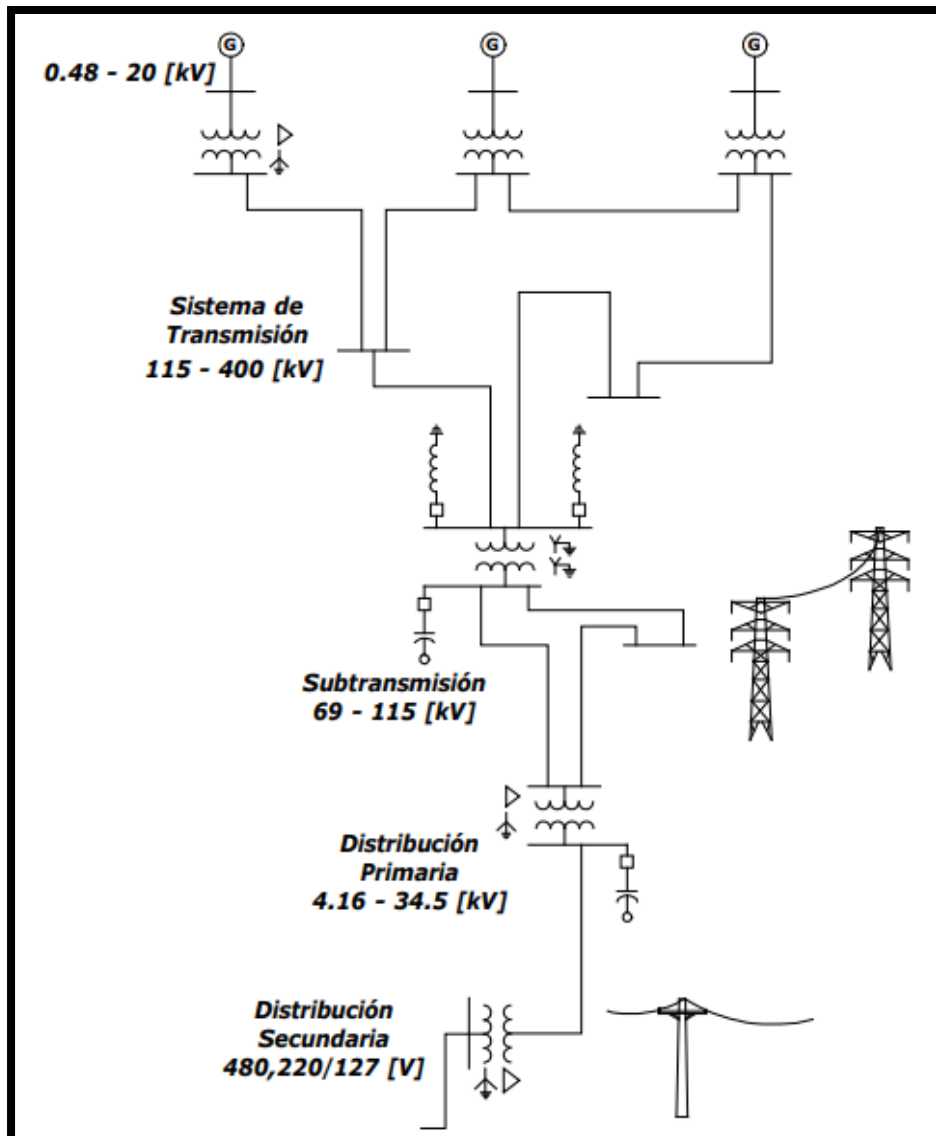 G
G
G
0.48 - 20 [kV]
Sistema de
Transmisión
115 - 400 [kV]
Subtransmisión
69 - 115 [kV]
Distribución
Primaria
4.16 - 34.5 [kV]
Distribución
Secundaria
480,220/127 [V]